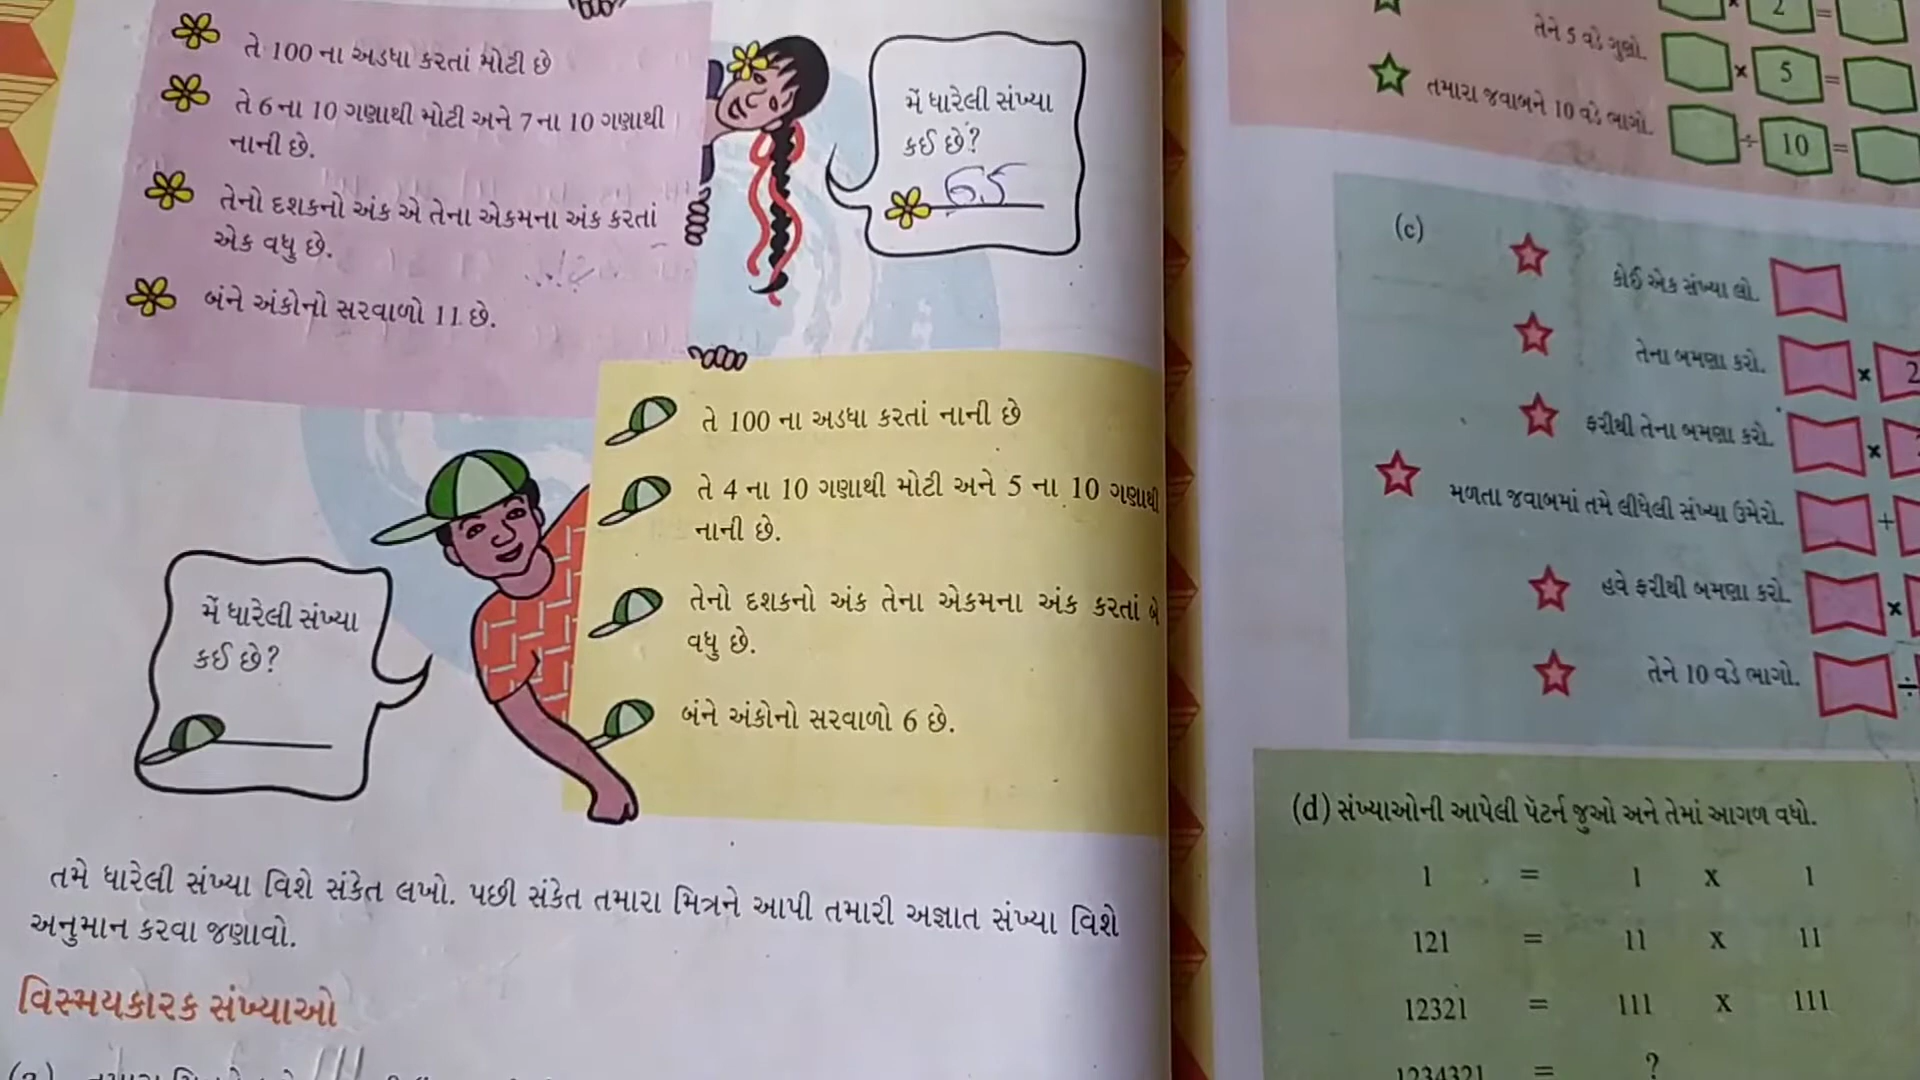 તે 100 ના અડધા કરતાં મોટી છે
તે 6 ના 10 ગણાથી મોટી અને 7 ના 10 ગણાથી
નાની છે.
તેનો દશકનો અંક એ તેના એકમના અંક કરતાં
એક વધુ છે.
બંને અંકોનો સરવાળો 11 છે.
મેં ધારેલી સંખ્યા
કઈ છે?
65
તે 100 ના અડધા કરતાં નાની છે
તે 4 ના 10 ગણાથી મોટી અને 5 ના 10 ગણાથી
નાની છે.
તેનો દશકનો અંક તેના એકમના અંક કરતાં બે
વધુ છે.
બંને અંકોનો સરવાળો 6 છે.
મેં ધારેલી સંખ્યા
કઈ છે?
તમે ધારેલી સંખ્યા વિશે સંકેત લખો. પછી સંકેત તમારા મિત્રને આપી તમારી અજ્ઞાત સંખ્યા વિશે
અનુમાન કરવા જણાવો.
વિસ્મયકારક સંખ્યાઓ
× 2 =
તેને 5 વડે ગુણો. × 5 =
તમારા જવાબને 10 વડે ભાગો. ÷ 10 =
(c)
કોઈ એક સંખ્યા લો.
તેના બમણા કરો. × 2
ફરીથી તેના બમણા કરો. ×
મળતા જવાબમાં તમે લીધેલી સંખ્યા ઉમેરો. +
હવે ફરીથી બમણા કરો. ×
તેને 10 વડે ભાગો. ÷
(d) સંખ્યાઓની આપેલી પૅટર્ન જુઓ અને તેમાં આગળ વધો.
1 = 1 X 1
121 = 11 X 11
12321 = 111 X 111
1234321 = ?